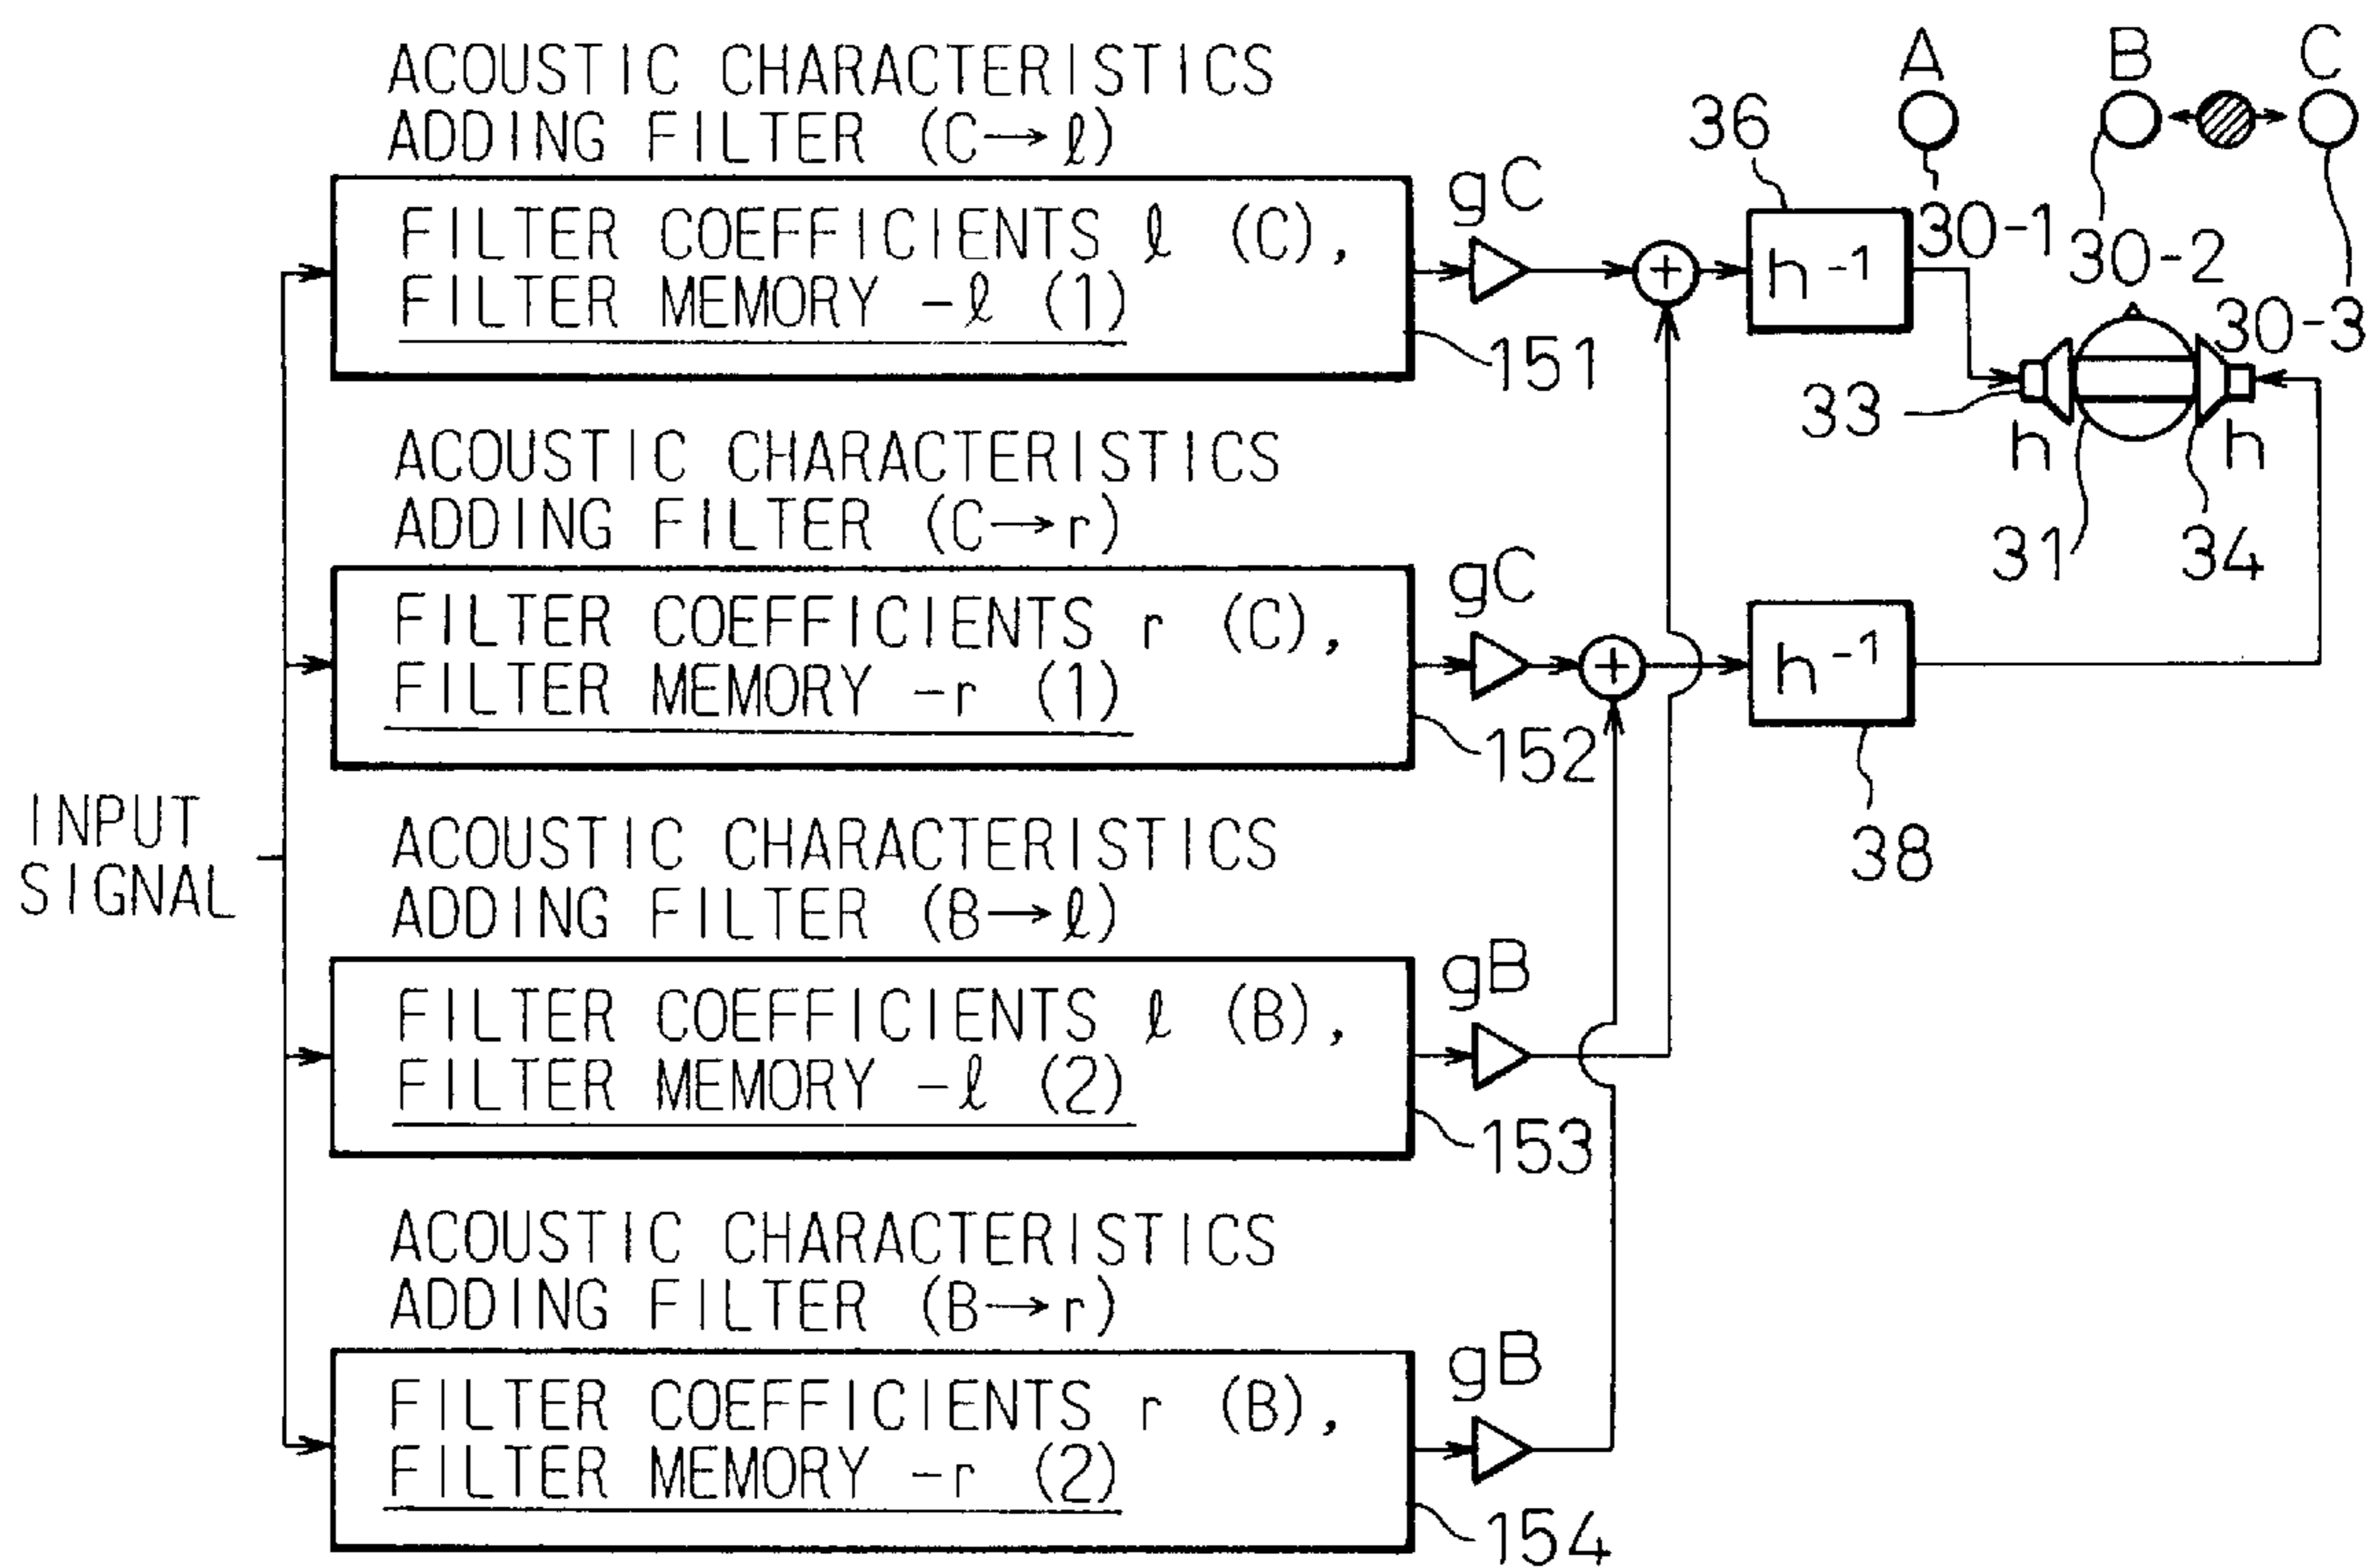 ACOUSTIC CHARACTERISTICS
ADDING FILTER (C→ℓ)
FILTER COEFFICIENTS ℓ (C),
FILTER MEMORY -ℓ (1)
gC
151
36
h⁻¹
A
B
C
30-1
30-2
30-3
33
h
h
31
34
ACOUSTIC CHARACTERISTICS
ADDING FILTER (C→r)
FILTER COEFFICIENTS r (C),
FILTER MEMORY -r (1)
gC
152
h⁻¹
38
INPUT
SIGNAL
ACOUSTIC CHARACTERISTICS
ADDING FILTER (B→ℓ)
FILTER COEFFICIENTS ℓ (B),
FILTER MEMORY -ℓ (2)
gB
153
ACOUSTIC CHARACTERISTICS
ADDING FILTER (B→r)
FILTER COEFFICIENTS r (B),
FILTER MEMORY -r (2)
gB
154